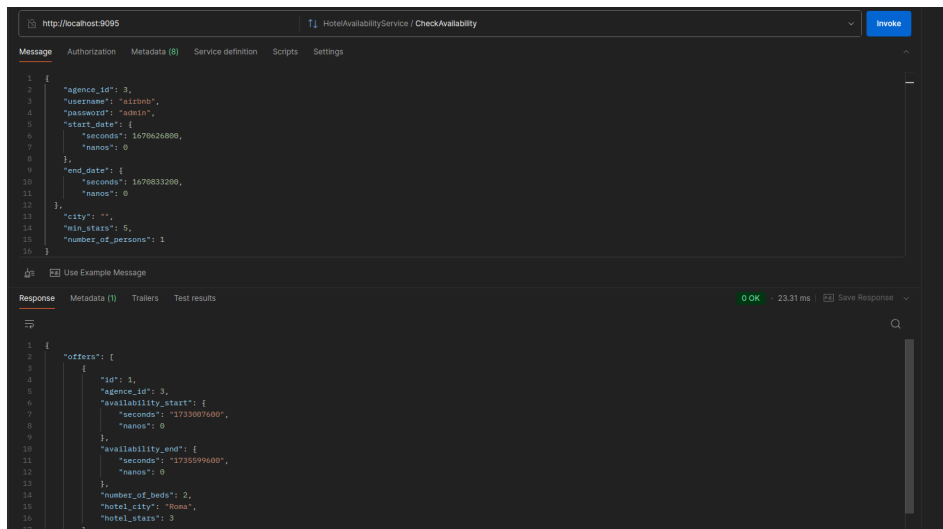 http://localhost:9095 HotelAvailabilityService / CheckAvailability Invoke
Message Authorization Metadata (8) Service definition Scripts Settings
1 {
2 "agence_id": 3,
3 "username": "airbnb",
4 "password": "admin",
5 "start_date": {
6 "seconds": 1670626800,
7 "nanos": 0
8 },
9 "end_date": {
10 "seconds": 1670833200,
11 "nanos": 0
12 },
13 "city": "",
14 "min_stars": 5,
15 "number_of_persons": 1
16 }
Use Example Message
Response Metadata (1) Trailers Test results 0 OK · 23.31 ms Save Response
1 {
2 "offers": [
3 {
4 "id": 1,
5 "agence_id": 3,
6 "availability_start": {
7 "seconds": "1733007600",
8 "nanos": 0
9 },
10 "availability_end": {
11 "seconds": "1735599600",
12 "nanos": 0
13 },
14 "number_of_beds": 2,
15 "hotel_city": "Roma",
16 "hotel_stars": 3